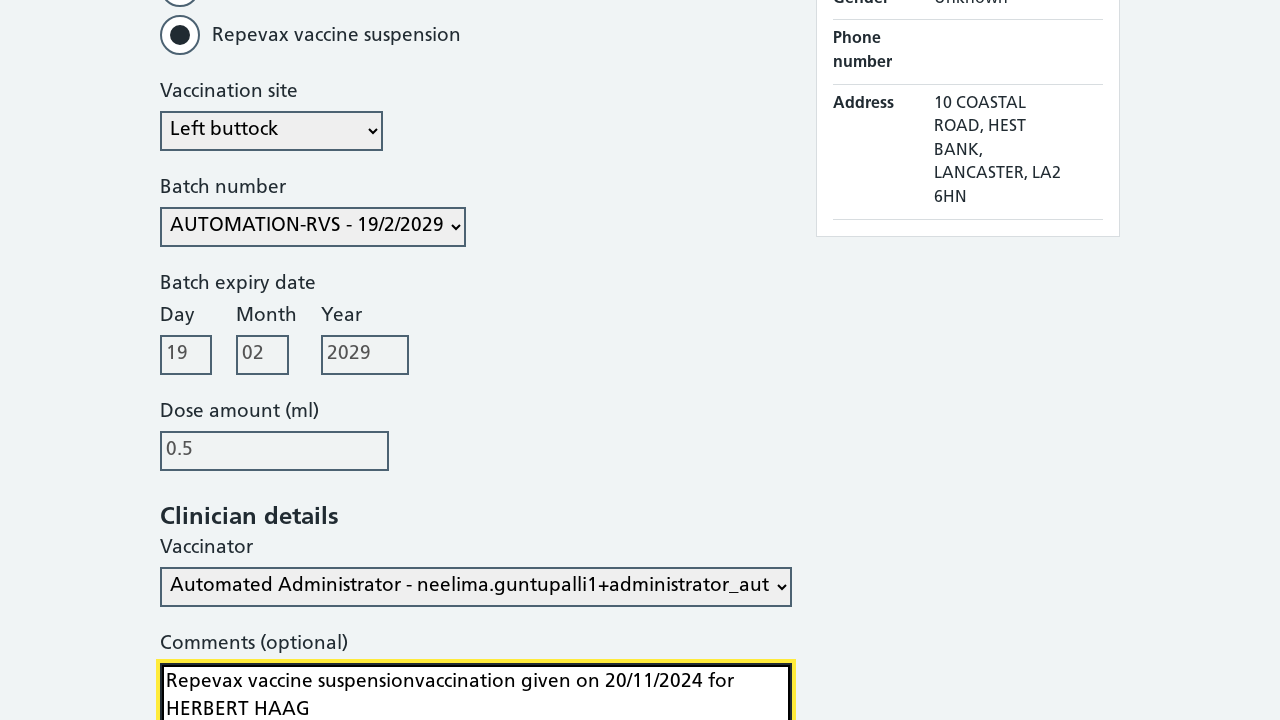 Repevax vaccine suspension
Vaccination site
Left buttock
Batch number
AUTOMATION-RVS - 19/2/2029
Batch expiry date
Day Month Year
19 02 2029
Dose amount (ml)
0.5
Clinician details
Vaccinator
Automated Administrator - neelima.guntupalli1+administrator_aut
Comments (optional)
Repevax vaccine suspensionvaccination given on 20/11/2024 for
HERBERT HAAG
Gender Unknown
Phone
number
Address 10 COASTAL
ROAD, HEST
BANK,
LANCASTER, LA2
6HN